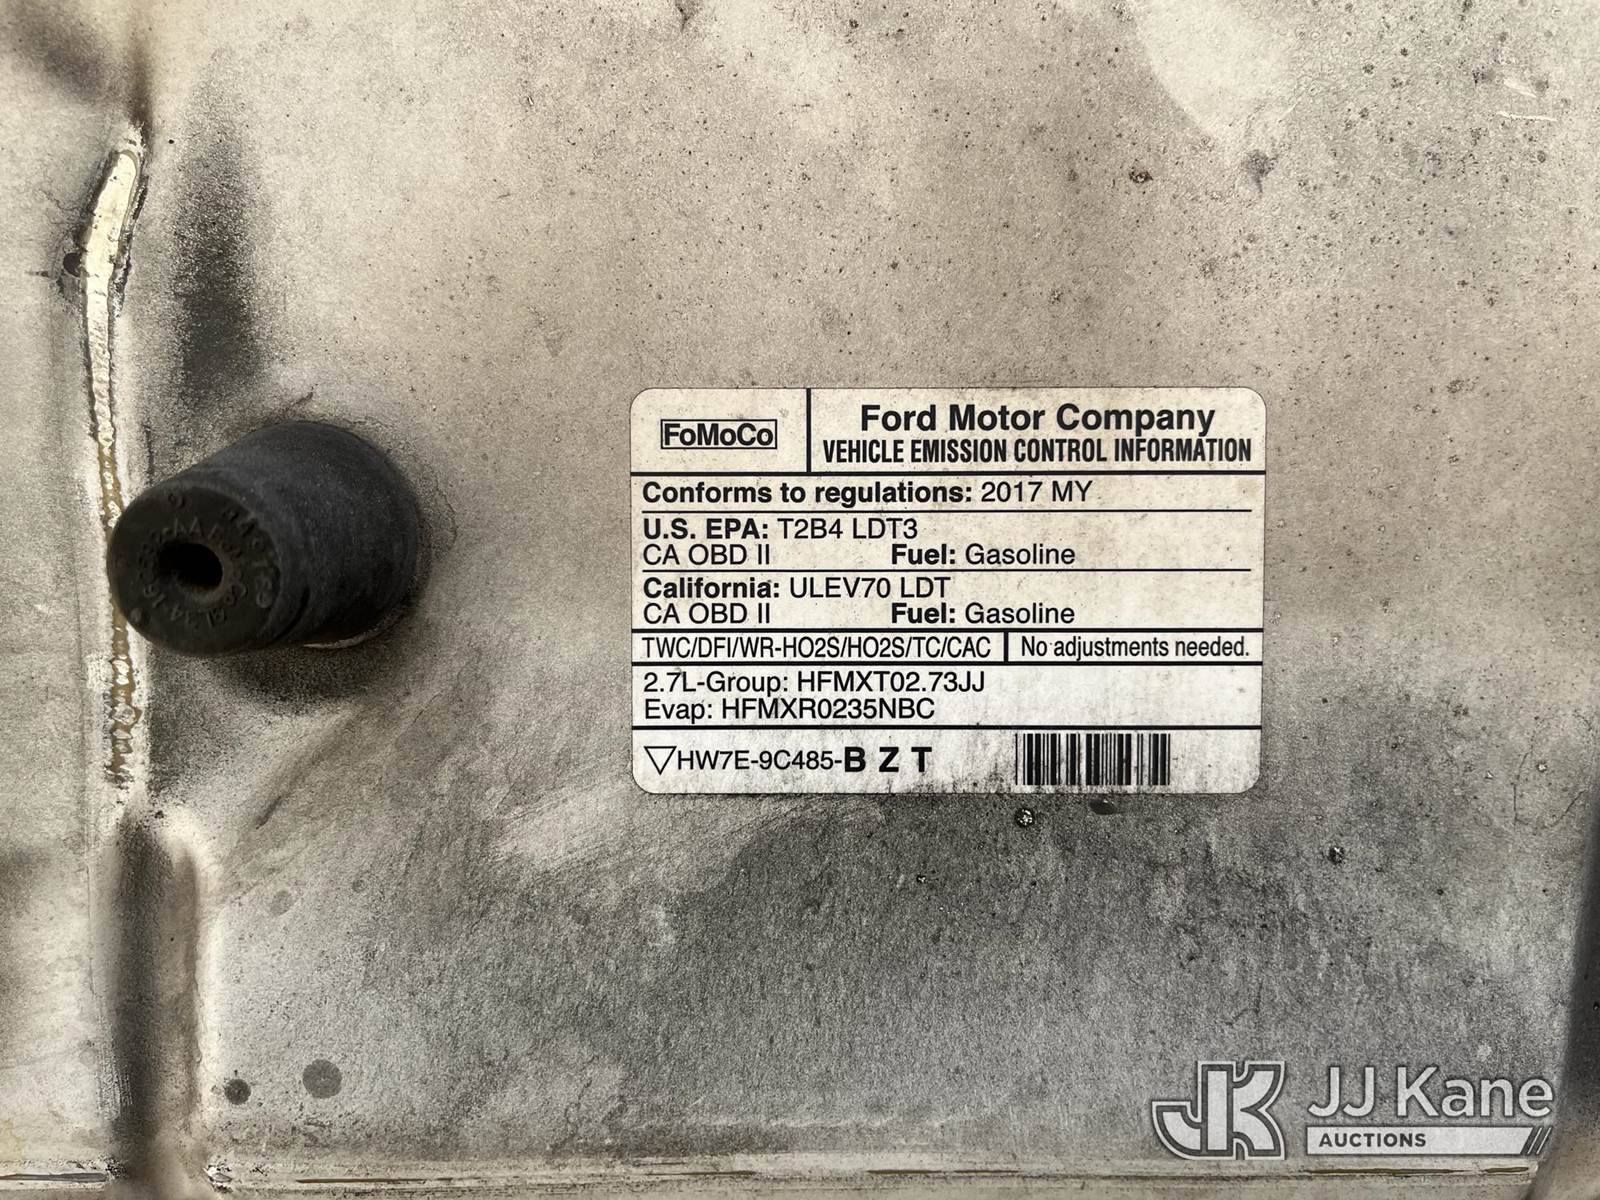 FoMoCo
Ford Motor Company
VEHICLE EMISSION CONTROL INFORMATION
Conforms to regulations: 2017 MY
U.S. EPA: T2B4 LDT3
CA OBD II Fuel: Gasoline
California: ULEV70 LDT
CA OBD II Fuel: Gasoline
TWC/DFI/WR-HO2S/HO2S/TC/CAC No adjustments needed.
2.7L-Group: HFMXT02.73JJ
Evap: HFMXR0235NBC
HW7E-9C485-B Z T
JK JJ Kane
AUCTIONS